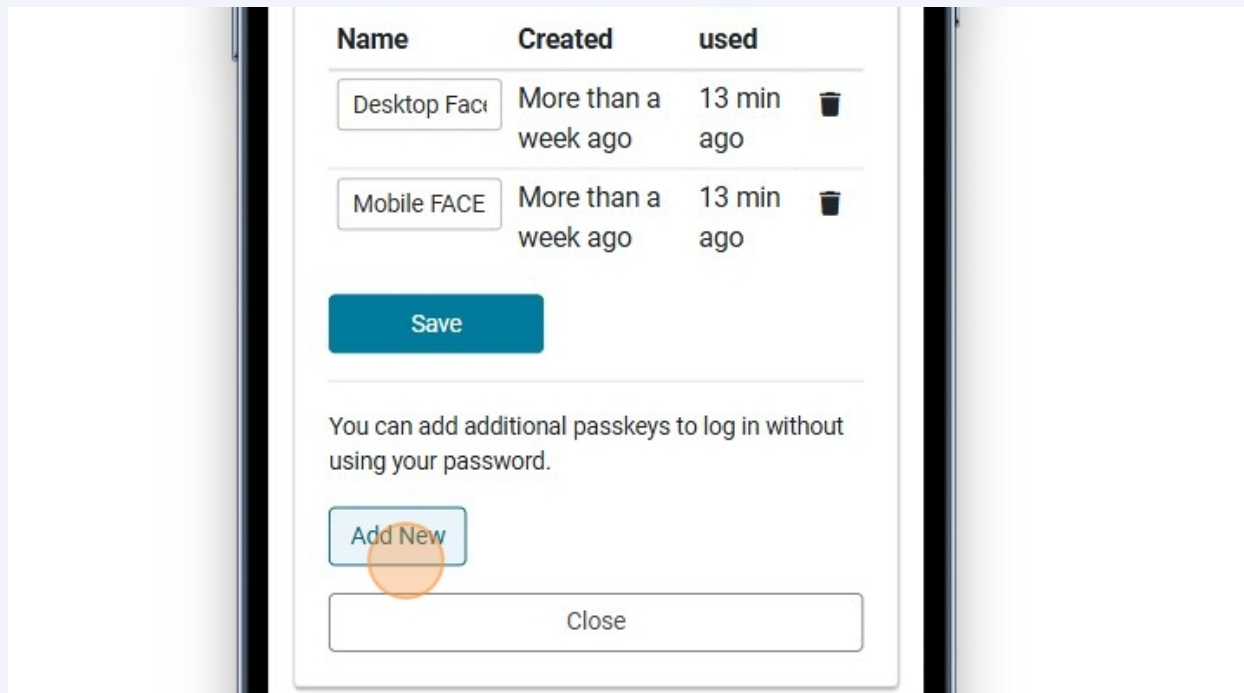 Name Created used
Desktop Fac More than a 13 min
week ago ago
Mobile FACE More than a 13 min
week ago ago
Save
You can add additional passkeys to log in without
using your password.
Add New
Close